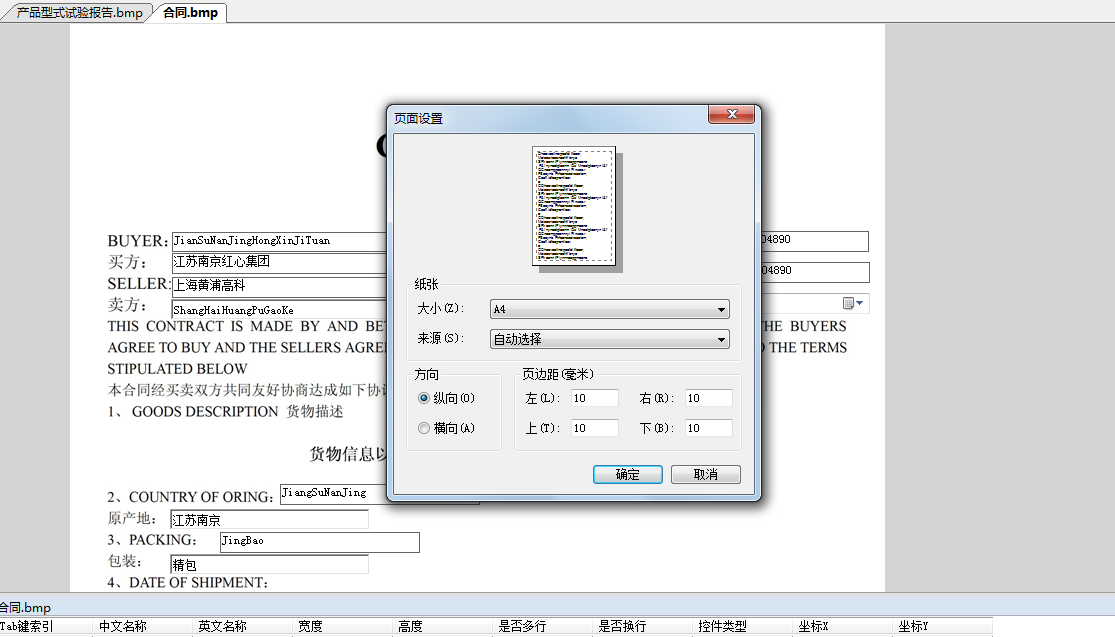 产品型式试验报告.bmp
合同.bmp
页面设置
BUYER:
JianSuNanJingHongXinJiTuan
04890
买方:
江苏南京红心集团
SELLER:
上海黄浦高科
04890
卖方:
ShangHaiHuangPuGaoKe
THIS CONTRACT IS MADE BY AND BE
HE BUYERS
AGREE TO BUY AND THE SELLERS AGRE
THE TERMS
STIPULATED BELOW
本合同经买卖双方共同友好协商达成如下协
1、 GOODS DESCRIPTION 货物描述
货物信息以
2、COUNTRY OF ORING:
JiangSuNanJing
原产地:
江苏南京
3、PACKING:
JingBao
包装:
精包
4、DATE OF SHIPMENT:
纸张
大小(Z):
A4
来源(S):
自动选择
方向
纵向(O)
横向(A)
页边距(毫米)
左(L): 10 右(R): 10
上(T): 10 下(B): 10
确定 取消
合同.bmp
Tab键索引 中文名称 英文名称 宽度 高度 是否多行 是否换行 控件类型 坐标X 坐标Y